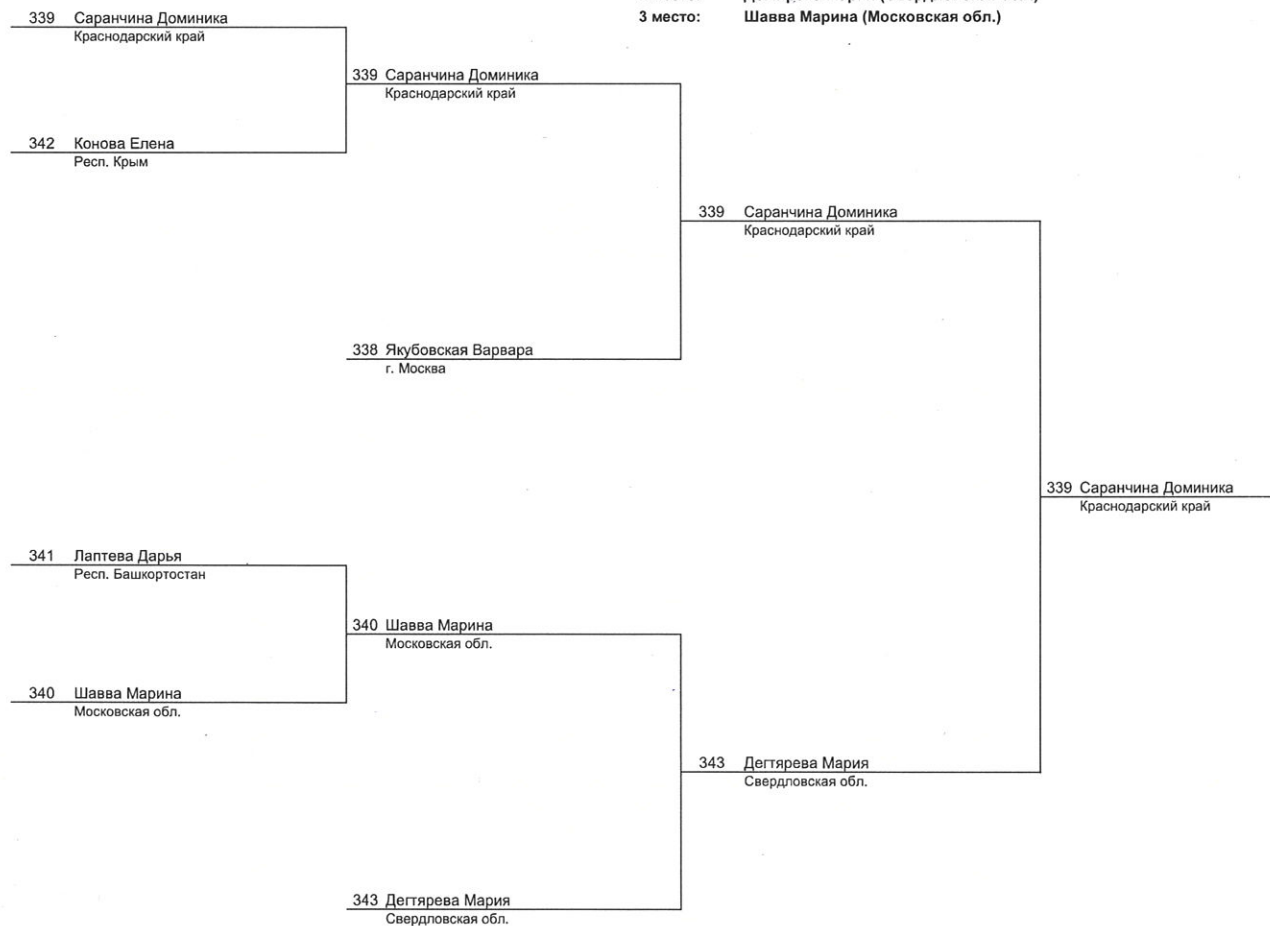 3 место: Шавва Марина (Московская обл.)
339 Саранчина Доминика
Краснодарский край
339 Саранчина Доминика
Краснодарский край
342 Конова Елена
Респ. Крым
339 Саранчина Доминика
Краснодарский край
338 Якубовская Варвара
г. Москва
339 Саранчина Доминика
Краснодарский край
341 Лаптева Дарья
Респ. Башкортостан
340 Шавва Марина
Московская обл.
340 Шавва Марина
Московская обл.
343 Дегтярева Мария
Свердловская обл.
343 Дегтярева Мария
Свердловская обл.